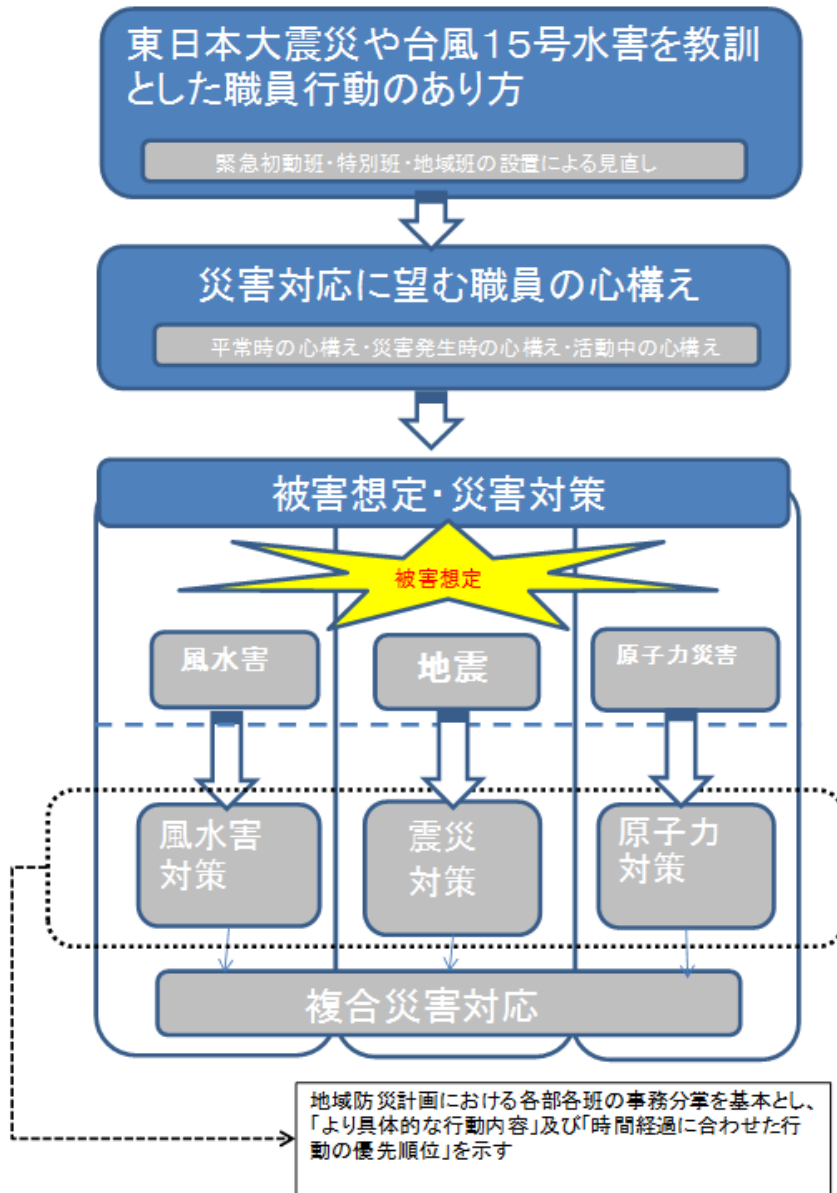 東日本大震災や台風15号水害を教訓
とした職員行動のあり方
緊急初動班・特別班・地域班の設置による見直し
災害対応に望む職員の心構え
平常時の心構え・災害発生時の心構え・活動中の心構え
被害想定・災害対策
被害想定
風水害
地震
原子力災害
風水害
対策
震災
対策
原子力
対策
複合災害対応
地域防災計画における各部各班の事務分掌を基本とし、
「より具体的な行動内容」及び「時間経過に合わせた行
動の優先順位」を示す